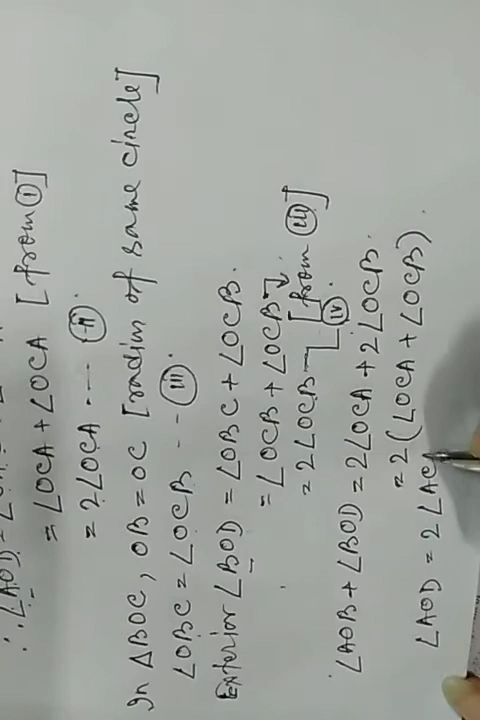 ∴ ∠AOD = ∠
= ∠OCA + ∠OCA [from (i)]
= 2∠OCA --- (ii).
In ΔBOC, OB = OC [radius of same circle]
∠OBC = ∠OCB -- (iii).
Exterior ∠BOD = ∠OBC + ∠OCB.
= ∠OCB + ∠OCB [from (iii)]
= 2∠OCB (iv).
∠AOB + ∠BOD = 2∠OCA + 2∠OCB.
= 2(∠OCA + ∠OCB).
∠AOD = 2∠AC